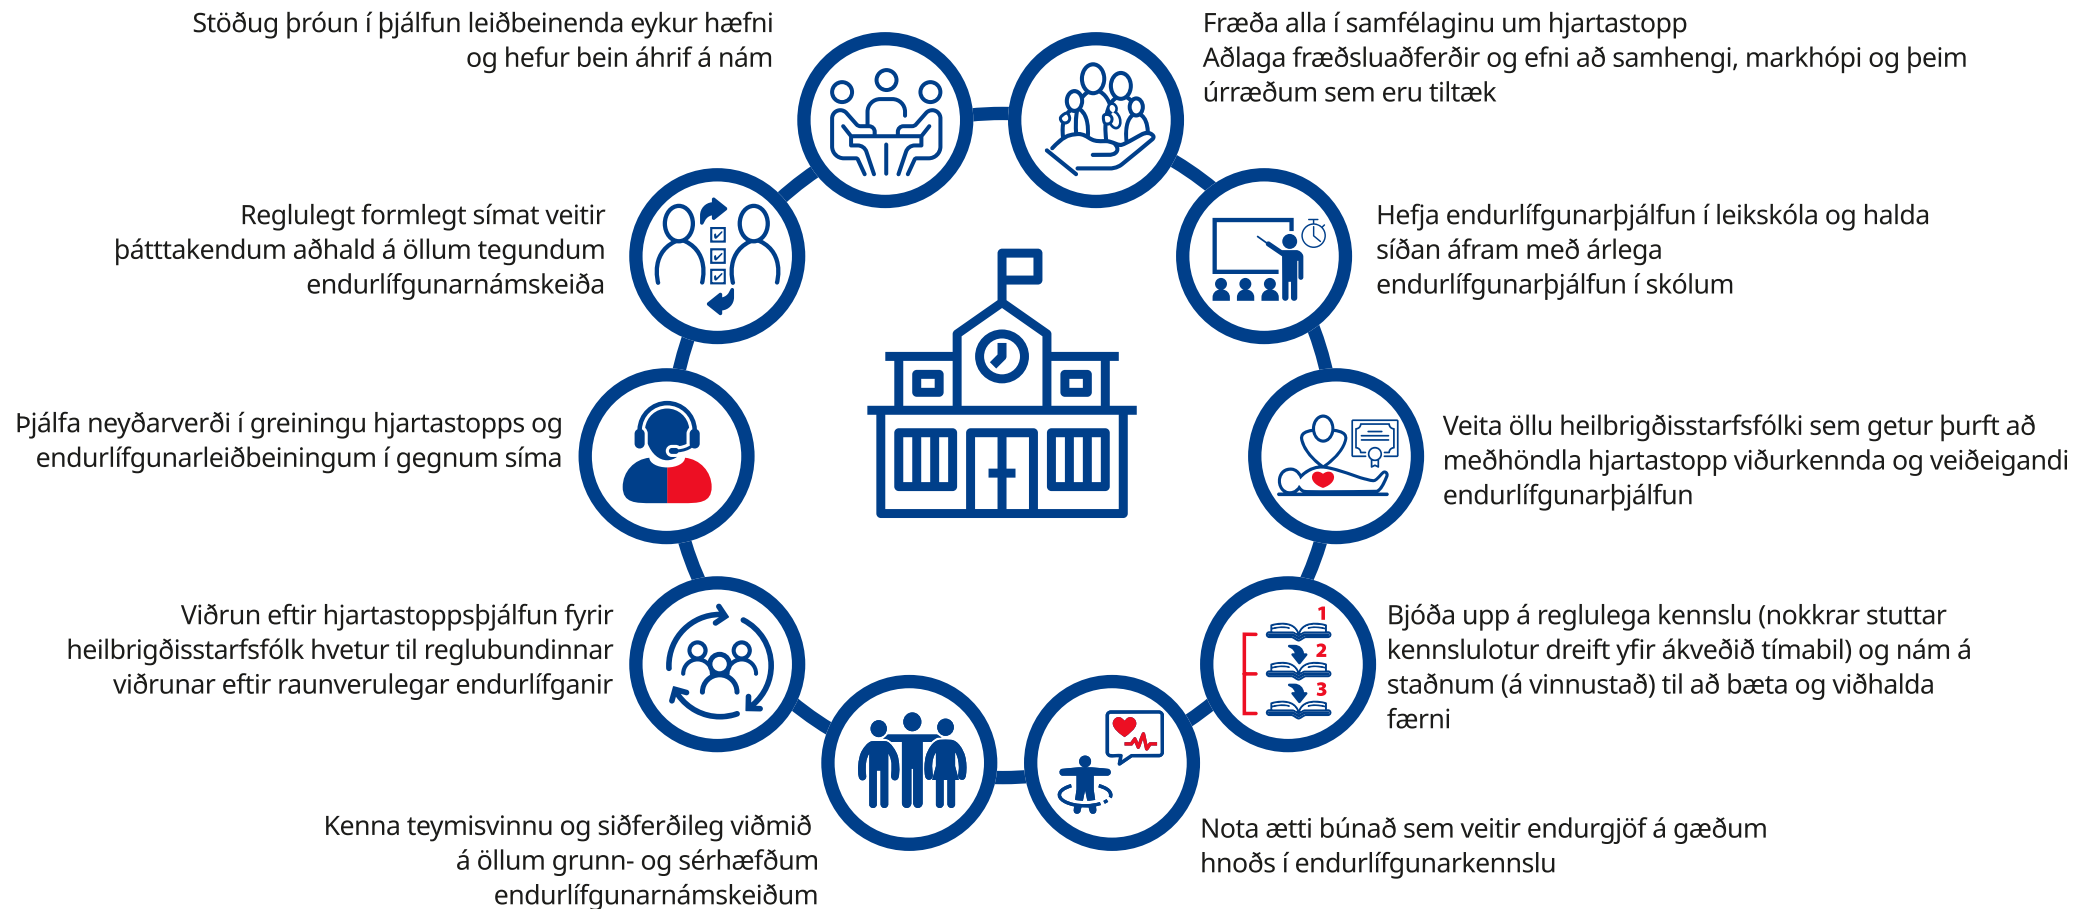 Stöðug þróun í þjálfun leiðbeinenda eykur hæfni
og hefur bein áhrif á nám
Fræða alla í samfélaginu um hjartastopp
Aðlaga fræðsluaðferðir og efni að samhengi, markhópi og þeim
úrræðum sem eru tiltæk
Reglulegt formlegt símat veitir
þátttakendum aðhald á öllum tegundum
endurlífgunarnámskeiða
Hefja endurlífgunarþjálfun í leikskóla og halda
síðan áfram með árlega
endurlífgunarþjálfun í skólum
Þjálfa neyðarverði í greiningu hjartastopps og
endurlífgunarleiðbeiningum í gegnum síma
Veita öllu heilbrigðisstarfsfólki sem getur þurft að
meðhöndla hjartastopp viðurkennda og veiðeigandi
endurlífgunarþjálfun
Viðrun eftir hjartastoppsþjálfun fyrir
heilbrigðisstarfsfólk hvetur til reglubundinnar
viðrunar eftir raunverulegar endurlífganir
1
2
3
Bjóða upp á reglulega kennslu (nokkrar stuttar
kennslulotur dreift yfir ákveðið tímabil) og nám á
staðnum (á vinnustað) til að bæta og viðhalda
færni
Kenna teymisvinnu og siðferðileg viðmið
á öllum grunn- og sérhæfðum
endurlífgunarnámskeiðum
Nota ætti búnað sem veitir endurgjöf á gæðum
hnoðs í endurlífgunarkennslu